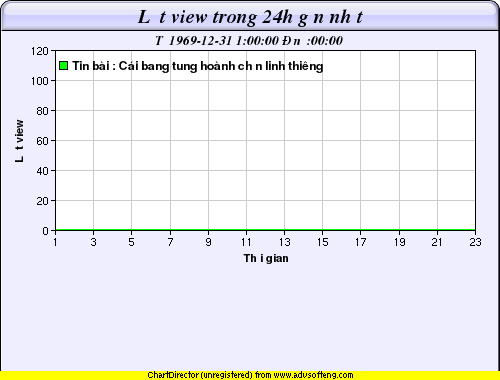 L t view trong 24h g n nh t
T 1969-12-31 1:00:00 Đ n :00:00
120
Tin bài : Cái bang tung hoành ch n linh thiêng
100
80
60
40
20
0
L t view
1 3 5 7 9 11 13 15 17 19 21 23
Th i gian
ChartDirector (unregistered) from www.advsofteng.com